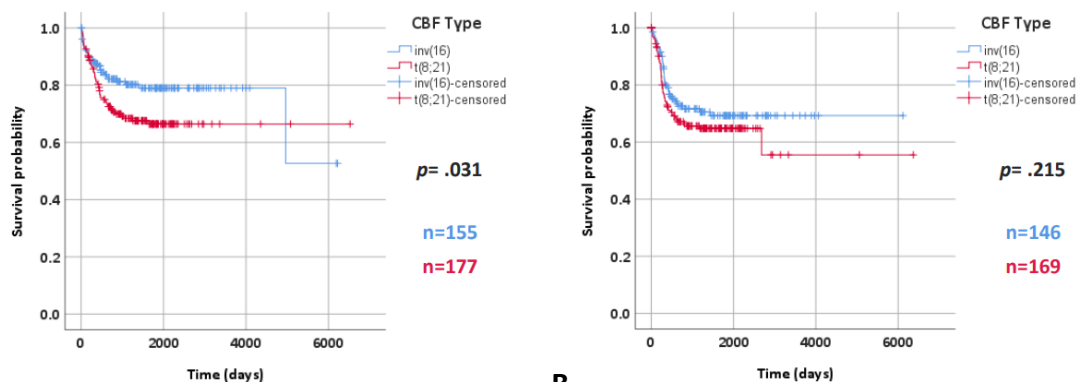 CBF Type
inv(16)
t(8;21)
inv(16)-censored
t(8;21)-censored
p= .031
n=155
n=177
Survival probability
1.0
0.8
0.6
0.4
0.2
0.0
0
2000
4000
6000
Time (days)
CBF Type
inv(16)
t(8;21)
inv(16)-censored
t(8;21)-censored
p= .215
n=146
n=169
Survival probability
1.0
0.8
0.6
0.4
0.2
0.0
0
2000
4000
6000
Time (days)